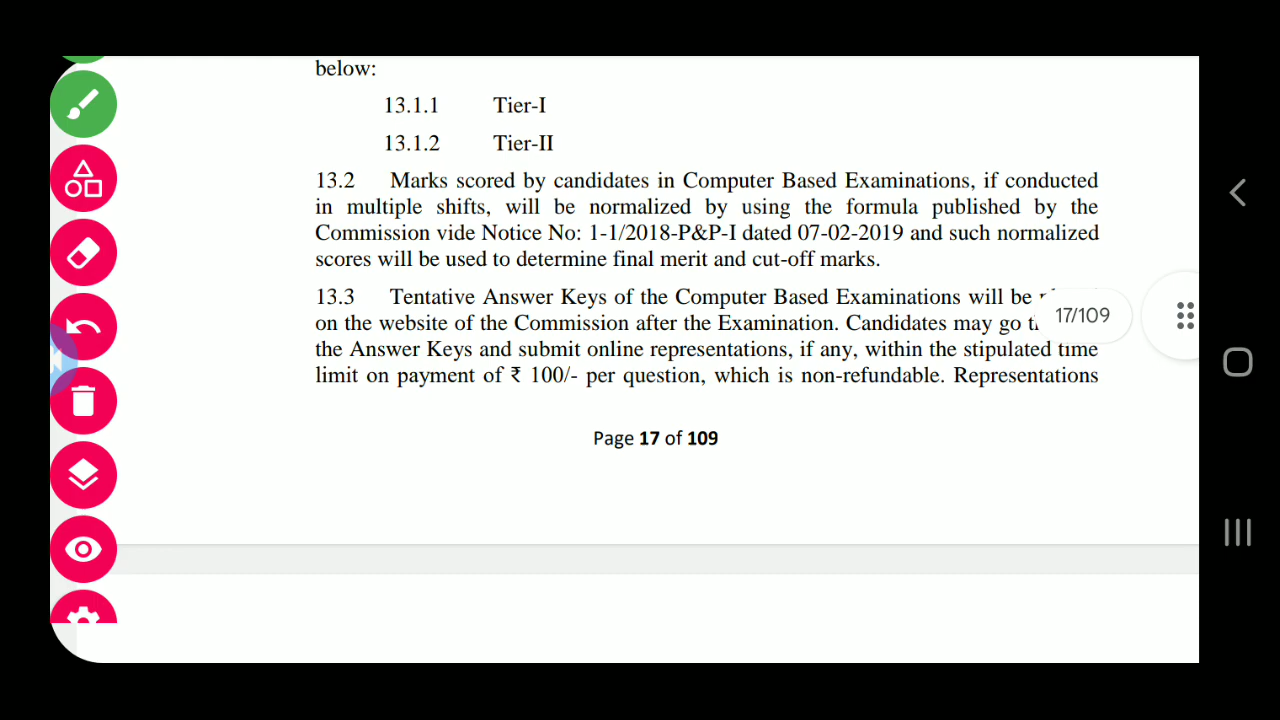 below:
13.1.1 Tier-I
13.1.2 Tier-II
13.2 Marks scored by candidates in Computer Based Examinations, if conducted
in multiple shifts, will be normalized by using the formula published by the
Commission vide Notice No: 1-1/2018-P&P-I dated 07-02-2019 and such normalized
scores will be used to determine final merit and cut-off marks.
13.3 Tentative Answer Keys of the Computer Based Examinations will be
on the website of the Commission after the Examination. Candidates may go
17/109
the Answer Keys and submit online representations, if any, within the stipulated time
limit on payment of ₹ 100/- per question, which is non-refundable. Representations
Page 17 of 109